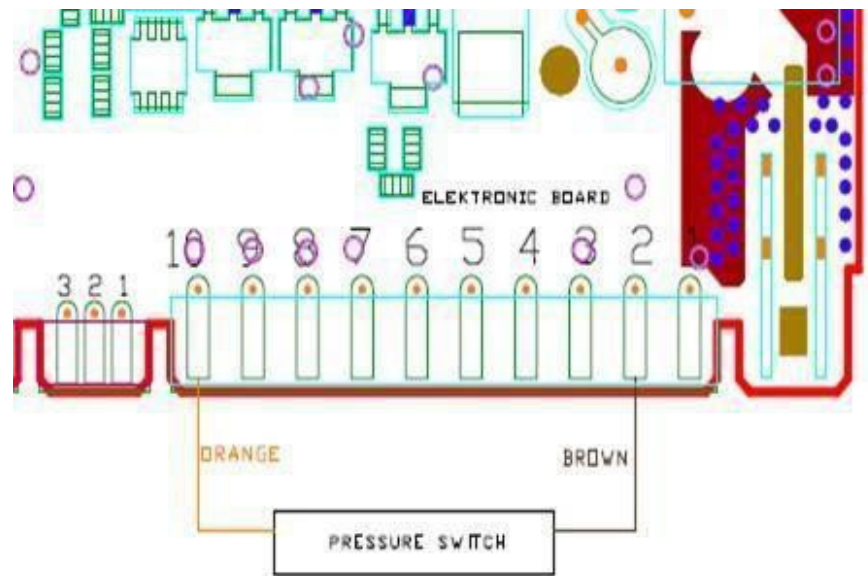 ELEKTRONIC BOARD
10 9 8 7 6 5 4 3 2 1
3 2 1
ORANGE
BROWN
PRESSURE SWITCH